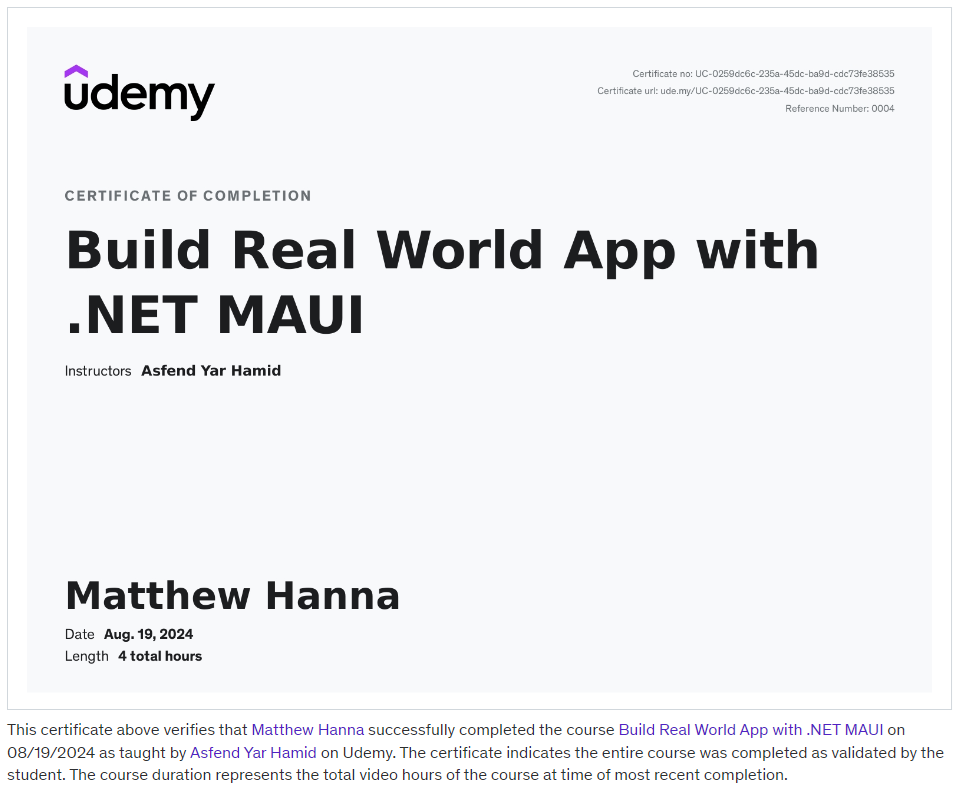 udemy
Certificate no: UC-0259dc6c-235a-45dc-ba9d-cdc73fe38535
Certificate url: ude.my/UC-0259dc6c-235a-45dc-ba9d-cdc73fe38535
Reference Number: 0004
CERTIFICATE OF COMPLETION
Build Real World App with
.NET MAUI
Instructors Asfend Yar Hamid
Matthew Hanna
Date Aug. 19, 2024
Length 4 total hours
This certificate above verifies that Matthew Hanna successfully completed the course Build Real World App with .NET MAUI on
08/19/2024 as taught by Asfend Yar Hamid on Udemy. The certificate indicates the entire course was completed as validated by the
student. The course duration represents the total video hours of the course at time of most recent completion.